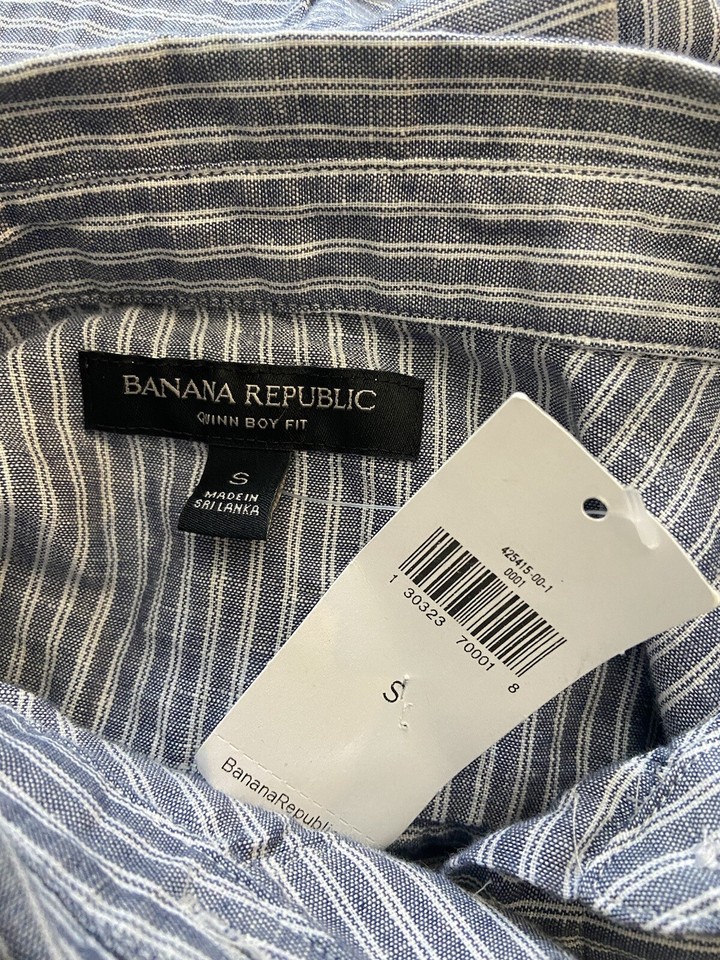 BANANA REPUBLIC
QUINN BOY FIT
S
MADE IN
SRI LANKA
425415-00-1
0001
1 30323 70001 8
S
BananaRepubli